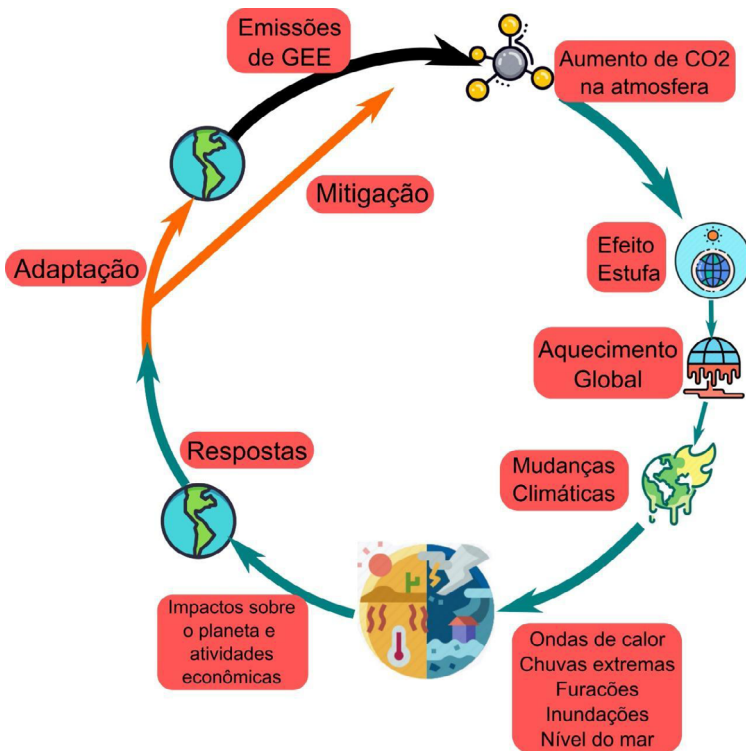 Emissões
de GEE
Aumento de CO2
na atmosfera
Mitigação
Adaptação
Efeito
Estufa
Aquecimento
Global
Mudanças
Climáticas
Respostas
Impactos sobre
o planeta e
atividades
econômicas
Ondas de calor
Chuvas extremas
Furacões
Inundações
Nível do mar